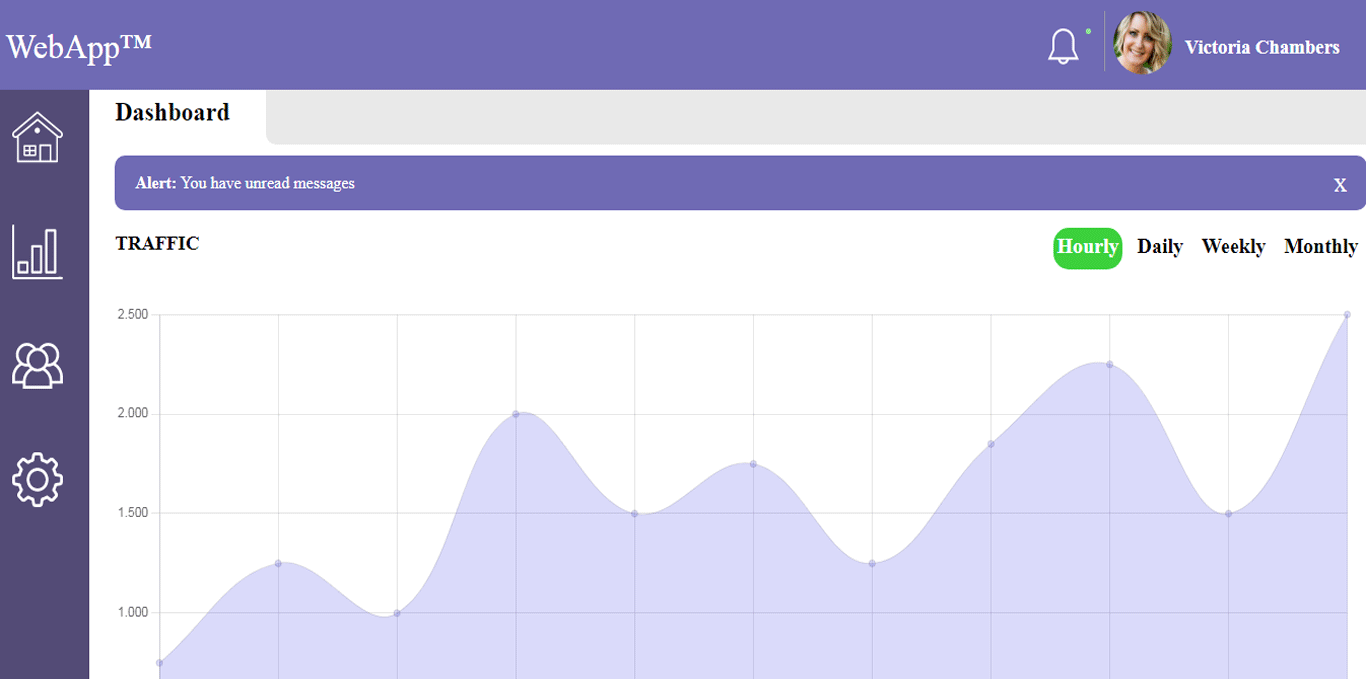 WebApp™
Victoria Chambers
Dashboard
Alert: You have unread messages
X
TRAFFIC
Hourly Daily Weekly Monthly
2.500
2.000
1.500
1.000